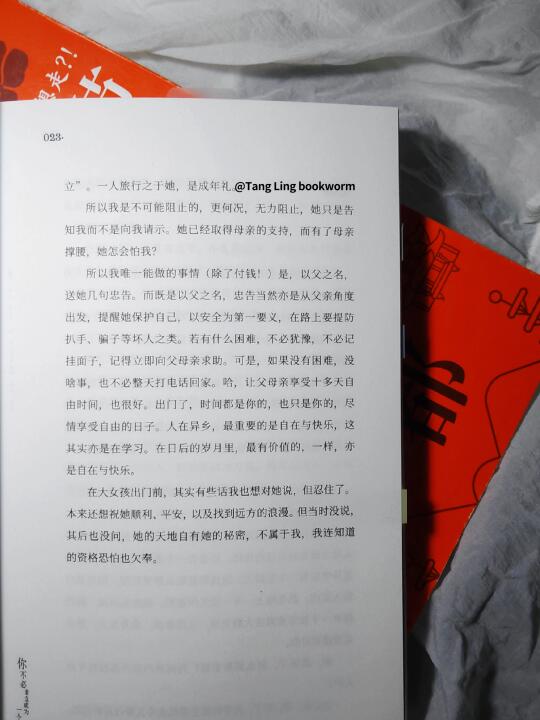 想走?!
023·
立”。一人旅行之于她，是成年礼。
@Tang Ling bookworm
所以我是不可能阻止的，更何况，无力阻止，她只是告
知我而不是向我请示。她已经取得母亲的支持，而有了母亲
撑腰，她怎会怕我？
所以我唯一能做的事情（除了付钱！）是，以父之名，
送她几句忠告。而既是以父之名，忠告当然亦是从父亲角度
出发，提醒她保护自己，以安全为第一要义，在路上要提防
扒手、骗子等坏人之类。若有什么困难，不必犹豫，不必记
挂面子，记得立即向父母亲求助。可是，如果没有困难，没
啥事，也不必整天打电话回家。哈，让父母亲享受十多天自
由时间，也很好。出门了，时间都是你的，也只是你的，尽
情享受自由的日子。人在异乡，最重要的是自在与快乐，这
其实亦是在学习。在日后的岁月里，最有价值的，一样，亦
是自在与快乐。
在大女孩出门前，其实有些话我也想对她说，但忍住了。
本来还想祝她顺利、平安，以及找到远方的浪漫。但当时没说，
其后也没问，她的天地自有她的秘密，不属于我，我连知道
的资格恐怕也欠奉。
你不必